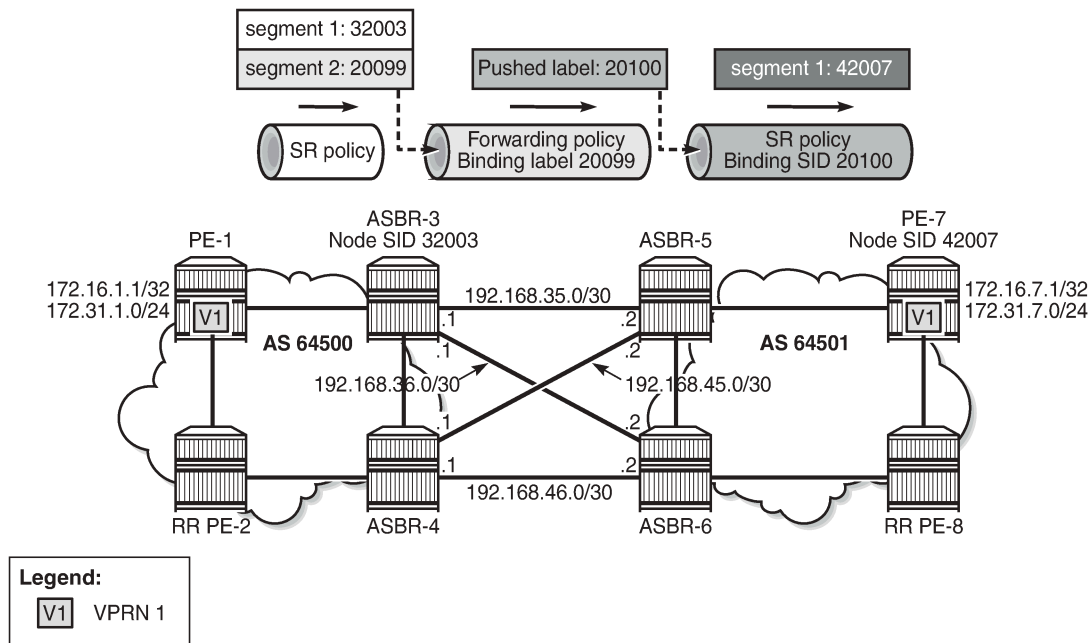 segment 1: 32003
segment 2: 20099
Pushed label: 20100
segment 1: 42007
SR policy
Forwarding policy
Binding label 20099
SR policy
Binding SID 20100
PE-1
ASBR-3
Node SID 32003
ASBR-5
PE-7
Node SID 42007
172.16.1.1/32
172.31.1.0/24
V1
192.168.35.0/30
172.16.7.1/32
172.31.7.0/24
V1
.1
.2
AS 64500
AS 64501
.1
.2
192.168.36.0/30
192.168.45.0/30
.1
.2
.1
.2
192.168.46.0/30
RR PE-2
ASBR-4
ASBR-6
RR PE-8
Legend:
V1 VPRN 1